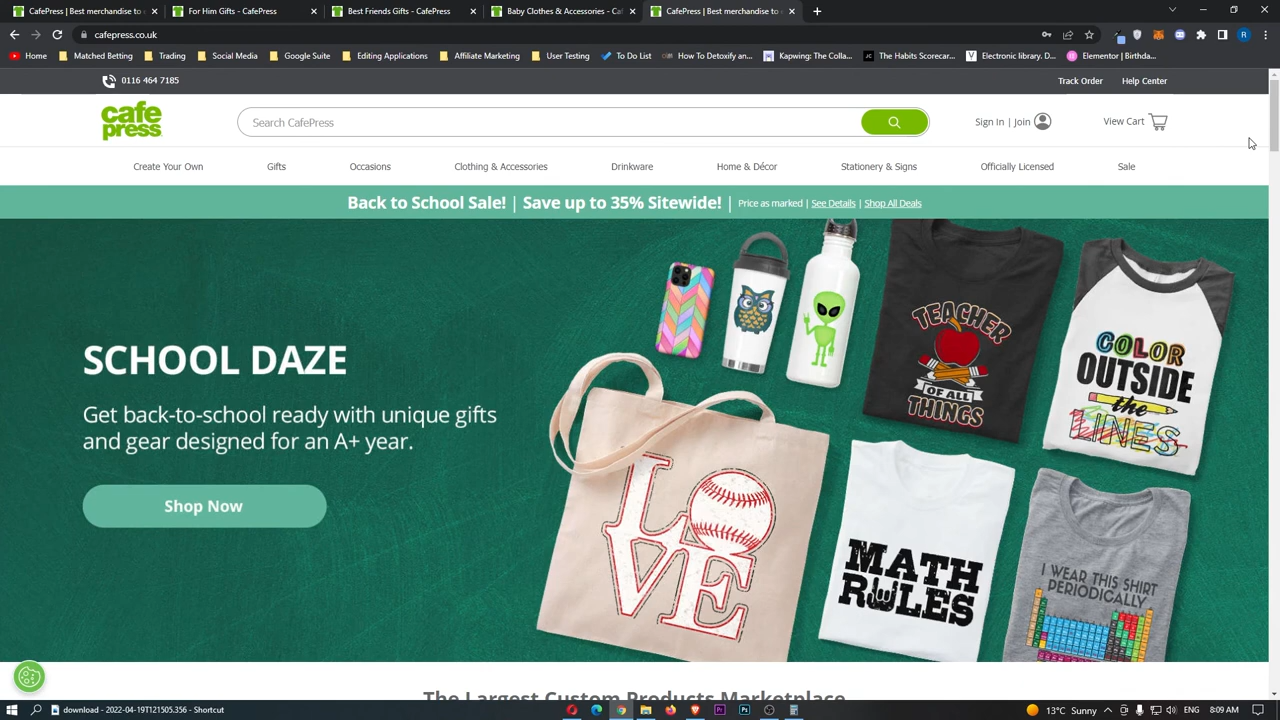 CafePress | Best merchandise to
For Him Gifts - CafePress
Best Friends Gifts - CafePress
Baby Clothes & Accessories - Ca
CafePress | Best merchandise to
cafepress.co.uk
R
Home
Matched Betting
Trading
Social Media
Google Suite
Editing Applications
Affiliate Marketing
User Testing
To Do List
How To Detoxify an...
Kapwing: The Colla...
The Habits Scorecar...
Electronic library. D...
Elementor | Birthda...
0116 464 7185
Track Order
Help Center
cafe
press
Search CafePress
Sign In | Join
View Cart
Create Your Own
Gifts
Occasions
Clothing & Accessories
Drinkware
Home & Décor
Stationery & Signs
Officially Licensed
Sale
Back to School Sale! | Save up to 35% Sitewide! | Price as marked | See Details | Shop All Deals
SCHOOL DAZE
Get back-to-school ready with unique gifts
and gear designed for an A+ year.
Shop Now
TEACHER
OF ALL
THINGS
COLOR
OUTSIDE
the
LINES
LOVE
MATH
RULES
I WEAR THIS SHIRT
PERIODICALLY
The Largest Custom Products Marketplace
download - 2022-04-19T121505.356 - Shortcut
13°C Sunny
ENG
8:09 AM